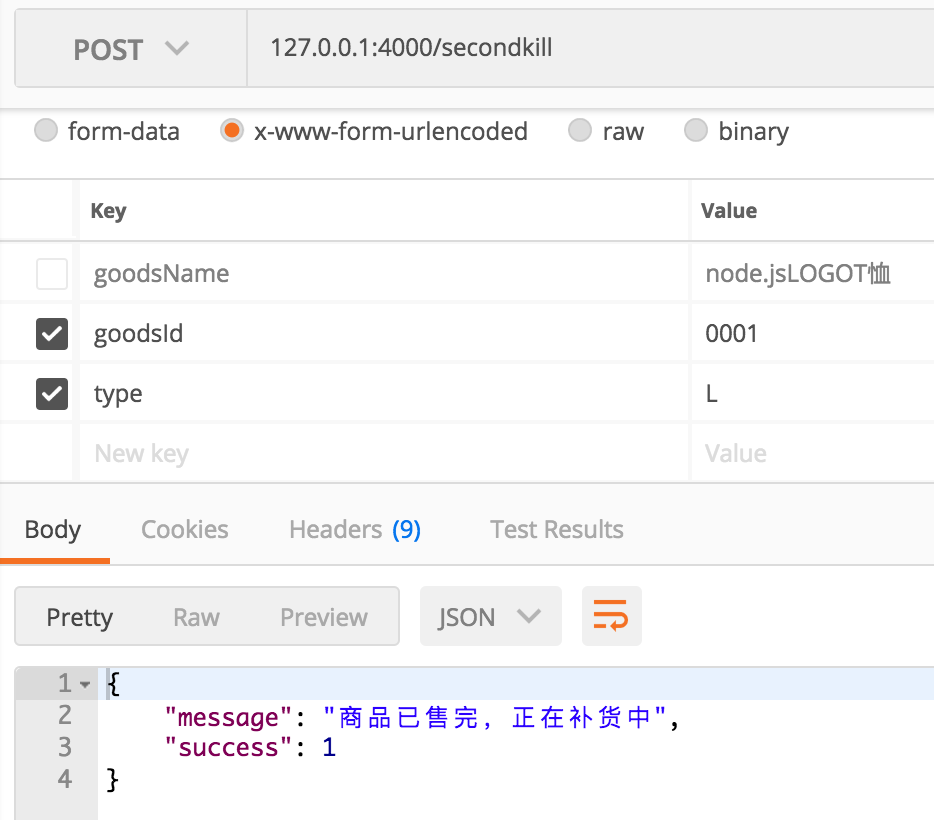 POST 127.0.0.1:4000/secondkill
form-data x-www-form-urlencoded raw binary
Key Value
goodsName node.jsLOGOT恤
goodsId 0001
type L
New key Value
Body Cookies Headers (9) Test Results
Pretty Raw Preview JSON
1 {
2 "message": "商品已售完, 正在补货中",
3 "success": 1
4 }